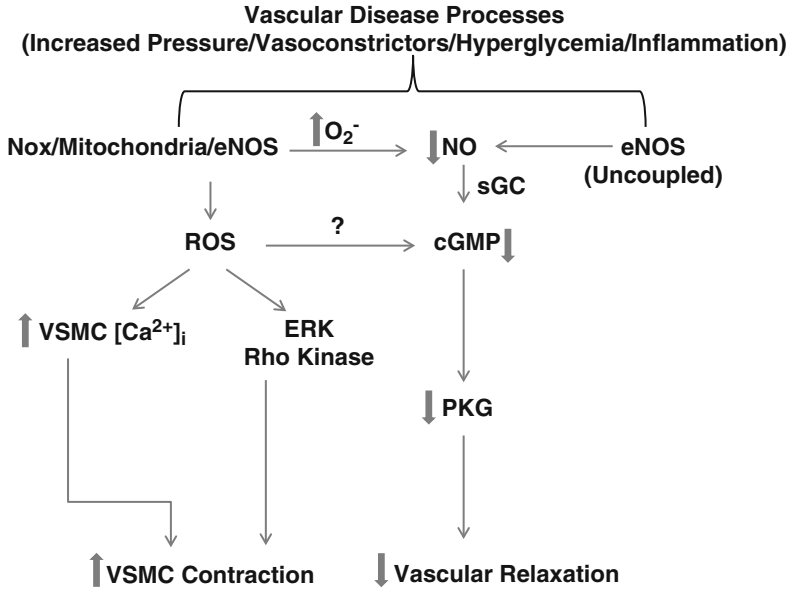 Vascular Disease Processes
(Increased Pressure/Vasoconstrictors/Hyperglycemia/Inflammation)
Nox/Mitochondria/eNOS
O₂⁻
NO
eNOS
(Uncoupled)
sGC
ROS
?
cGMP
VSMC [Ca²⁺]ᵢ
ERK
Rho Kinase
PKG
VSMC Contraction
Vascular Relaxation